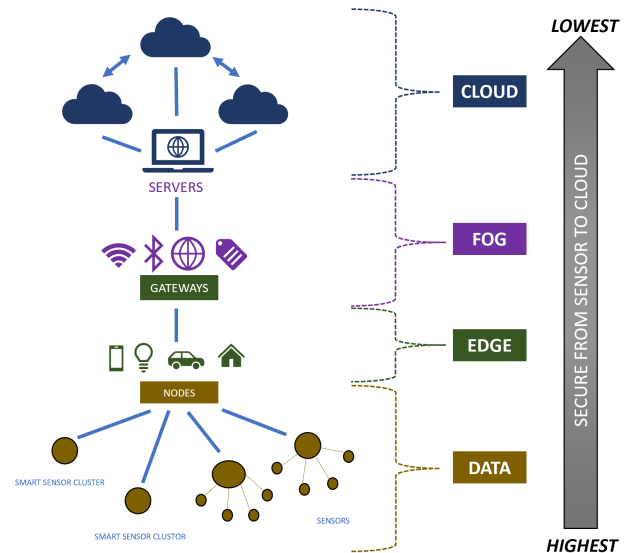 LOWEST
CLOUD
SERVERS
FOG
GATEWAYS
EDGE
NODES
DATA
SMART SENSOR CLUSTER
SMART SENSOR CLUSTOR
SENSORS
SECURE FROM SENSOR TO CLOUD
HIGHEST